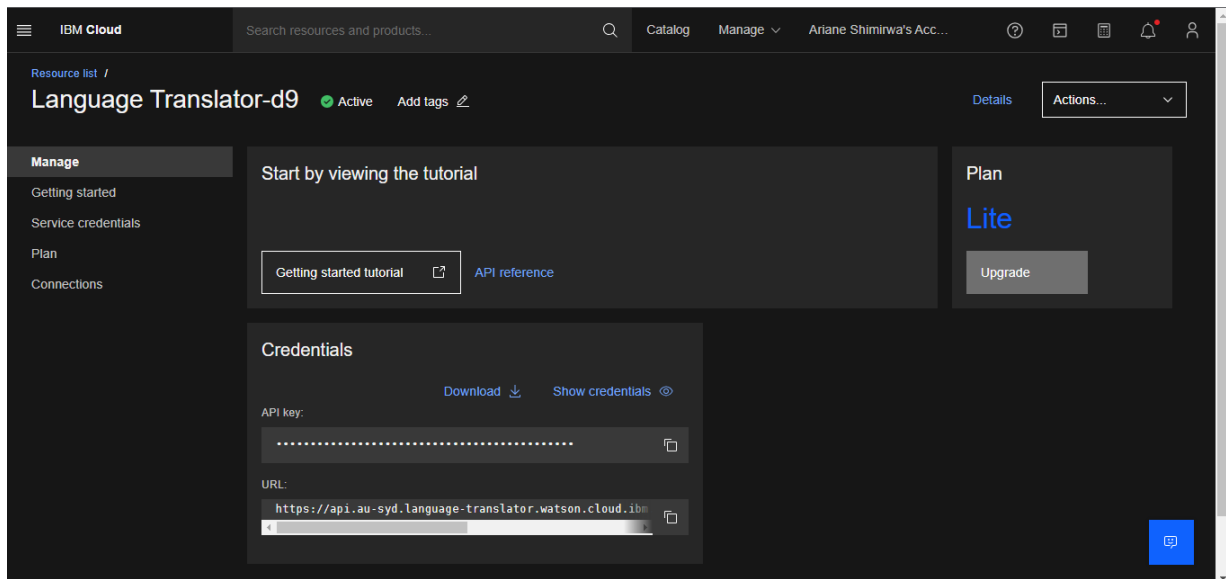 IBM Cloud
Search resources and products...
Catalog
Manage
Ariane Shimirwa's Acc...
Resource list /
Language Translator-d9
Active
Add tags
Details
Actions...
Manage
Getting started
Service credentials
Plan
Connections
Start by viewing the tutorial
Getting started tutorial
API reference
Plan
Lite
Upgrade
Credentials
Download
Show credentials
API key:
URL:
https://api.au-syd.language-translator.watson.cloud.ibm